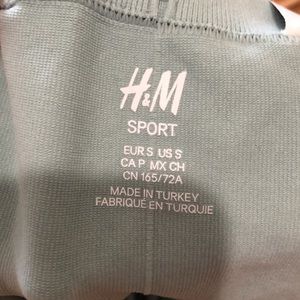 H&M
SPORT
EUR S US S
CA P MX CH
CN 165/72A
MADE IN TURKEY
FABRIQUÉ EN TURQUIE